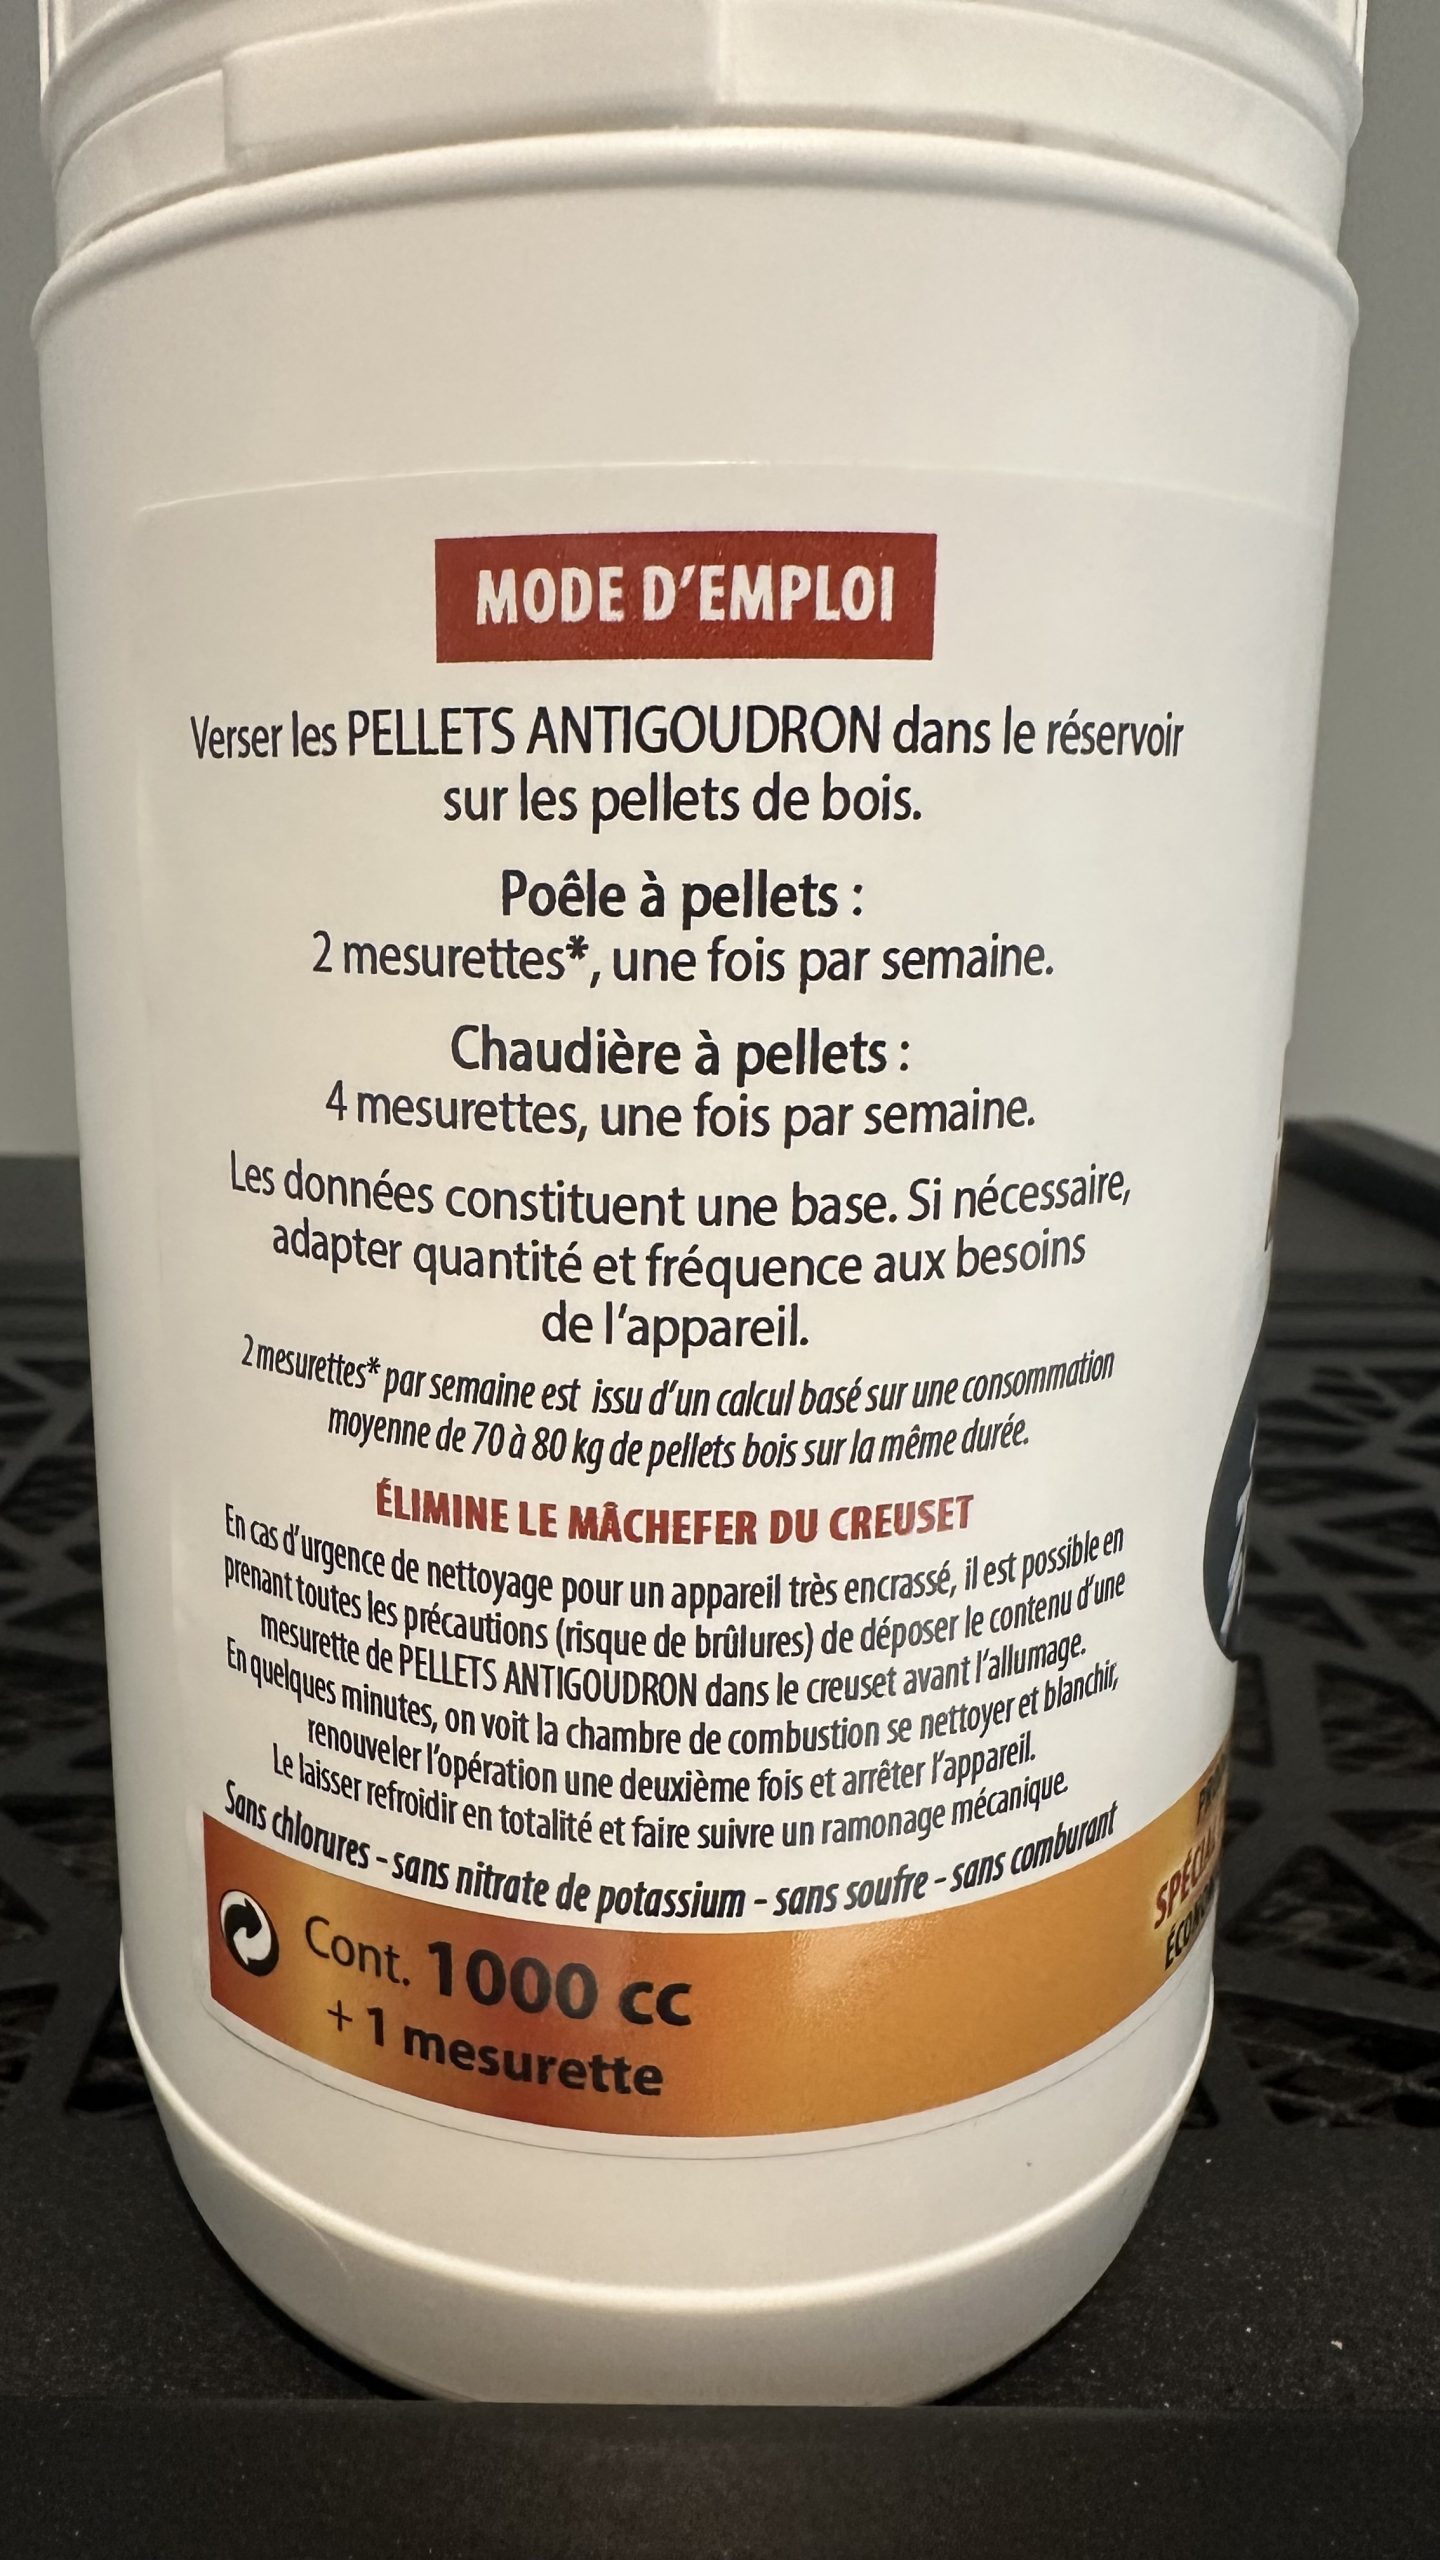 MODE D'EMPLOI
Verser les PELLETS ANTIGOUDRON dans le réservoir
sur les pellets de bois.
Poêle à pellets :
2 mesurettes*, une fois par semaine.
Chaudière à pellets :
4 mesurettes, une fois par semaine.
Les données constituent une base. Si nécessaire,
adapter quantité et fréquence aux besoins
de l'appareil.
2 mesurettes* par semaine est issu d'un calcul basé sur une consommation
moyenne de 70 à 80 kg de pellets bois sur la même durée.
ÉLIMINE LE MÂCHEFER DU CREUSET
En cas d'urgence de nettoyage pour un appareil très encrassé, il est possible en
prenant toutes les précautions (risque de brûlures) de déposer le contenu d'une
mesurette de PELLETS ANTIGOUDRON dans le creuset avant l'allumage.
En quelques minutes, on voit la chambre de combustion se nettoyer et blanchir,
renouveler l'opération une deuxième fois et arrêter l'appareil.
Le laisser refroidir en totalité et faire suivre un ramonage mécanique.
Sans chlorures - sans nitrate de potassium - sans soufre - sans comburant
Cont. 1000 cc
+ 1 mesurette